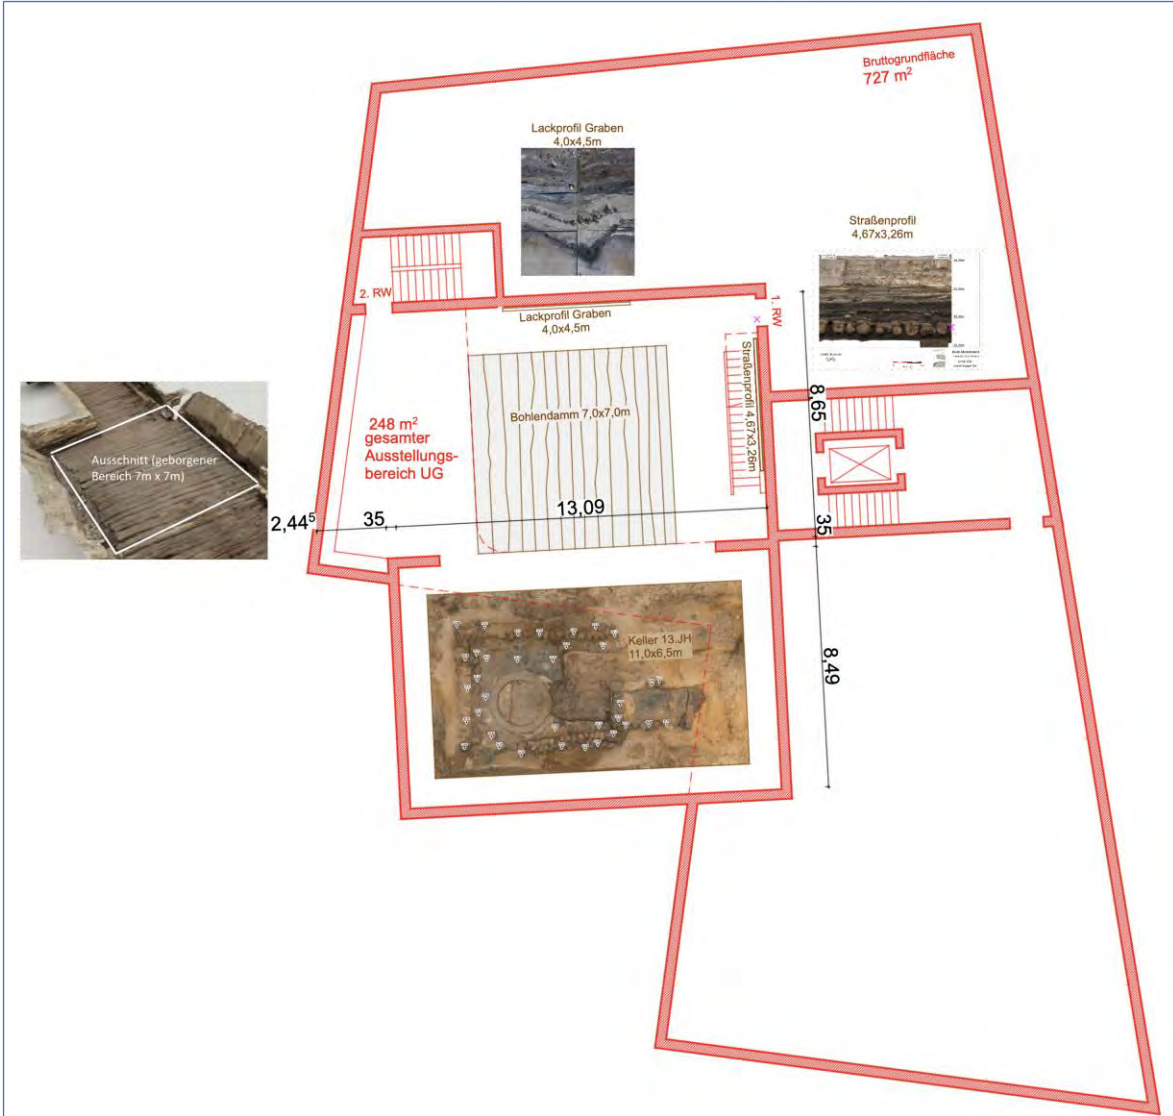 Bruttogrundfläche
727 m²
Lackprofil Graben
4,0x4,5m
Straßenprofil
4,67x3,26m
2. RW
1. RW
Lackprofil Graben
4,0x4,5m
Straßenprofil 4,67x3,26m
8,65
Bohlendamm 7,0x7,0m
248 m²
gesamter
Ausstellungs-
bereich UG
Ausschnitt (geborgener
Bereich 7m x 7m)
2,44⁵
35
13,09
35
Keller 13.JH
11,0x6,5m
8,49